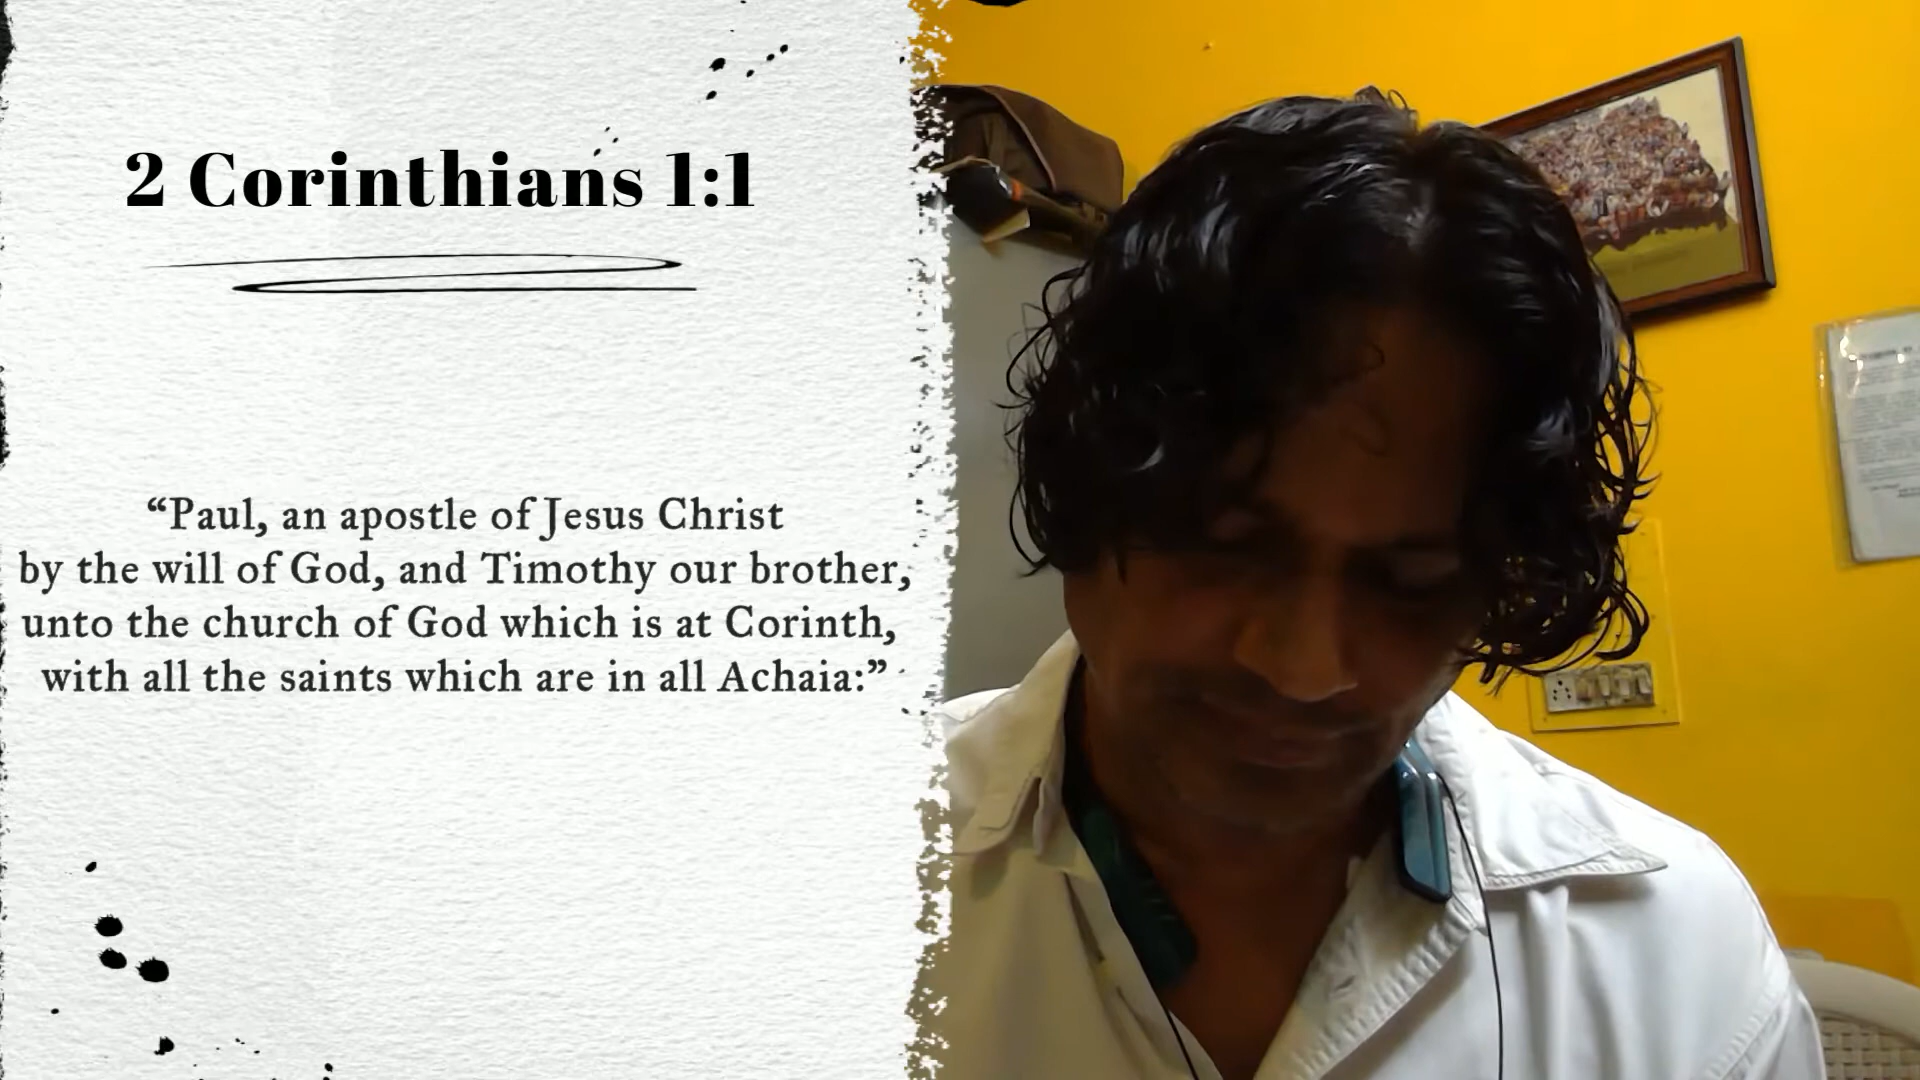 2 Corinthians 1:1
“Paul, an apostle of Jesus Christ
by the will of God, and Timothy our brother,
unto the church of God which is at Corinth,
with all the saints which are in all Achaia:”